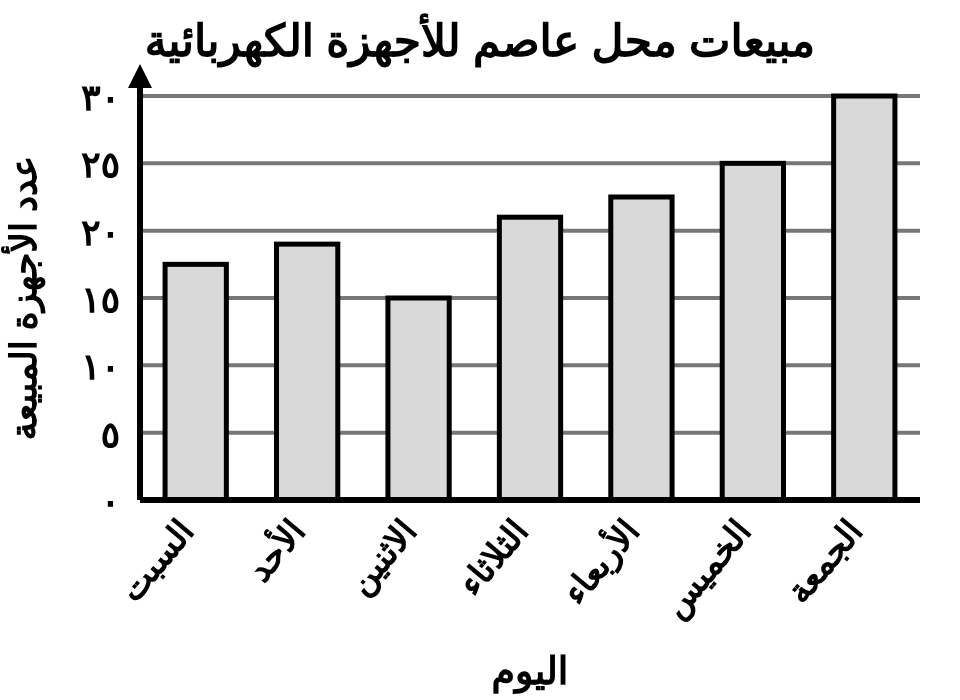 مبيعات محل عاصم للأجهزة الكهربائية
عدد الأجهزة المبيعة
٣٠
٢٥
٢٠
١٥
١٠
٥
٠
السبت
الأحد
الاثنين
الثلاثاء
الأربعاء
الخميس
الجمعة
اليوم